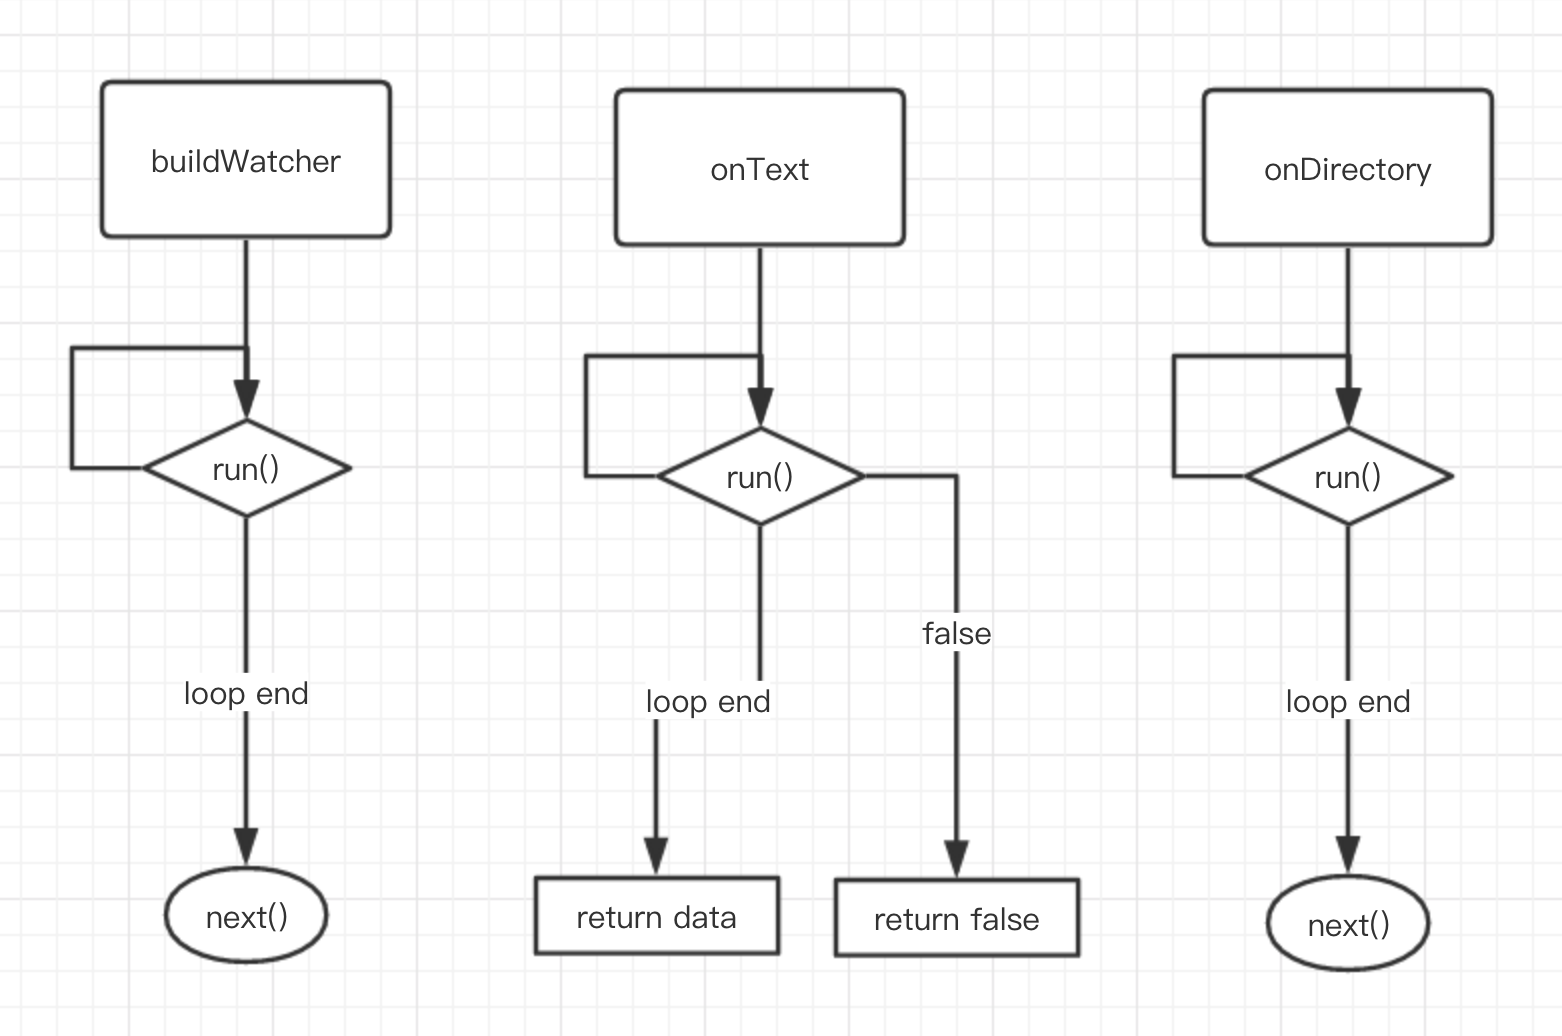 buildWatcher
onText
onDirectory
run()
run()
run()
false
loop end
loop end
loop end
next()
return data
return false
next()